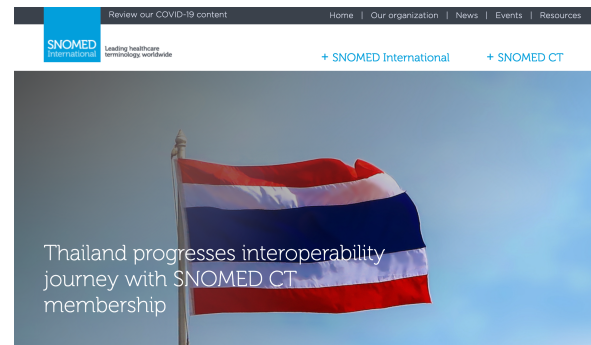 Review our COVID-19 content
Home | Our organization | News | Events | Resources
SNOMED
International
Leading healthcare
terminology, worldwide
+ SNOMED International
+ SNOMED CT
Thailand progresses interoperability
journey with SNOMED CT
membership